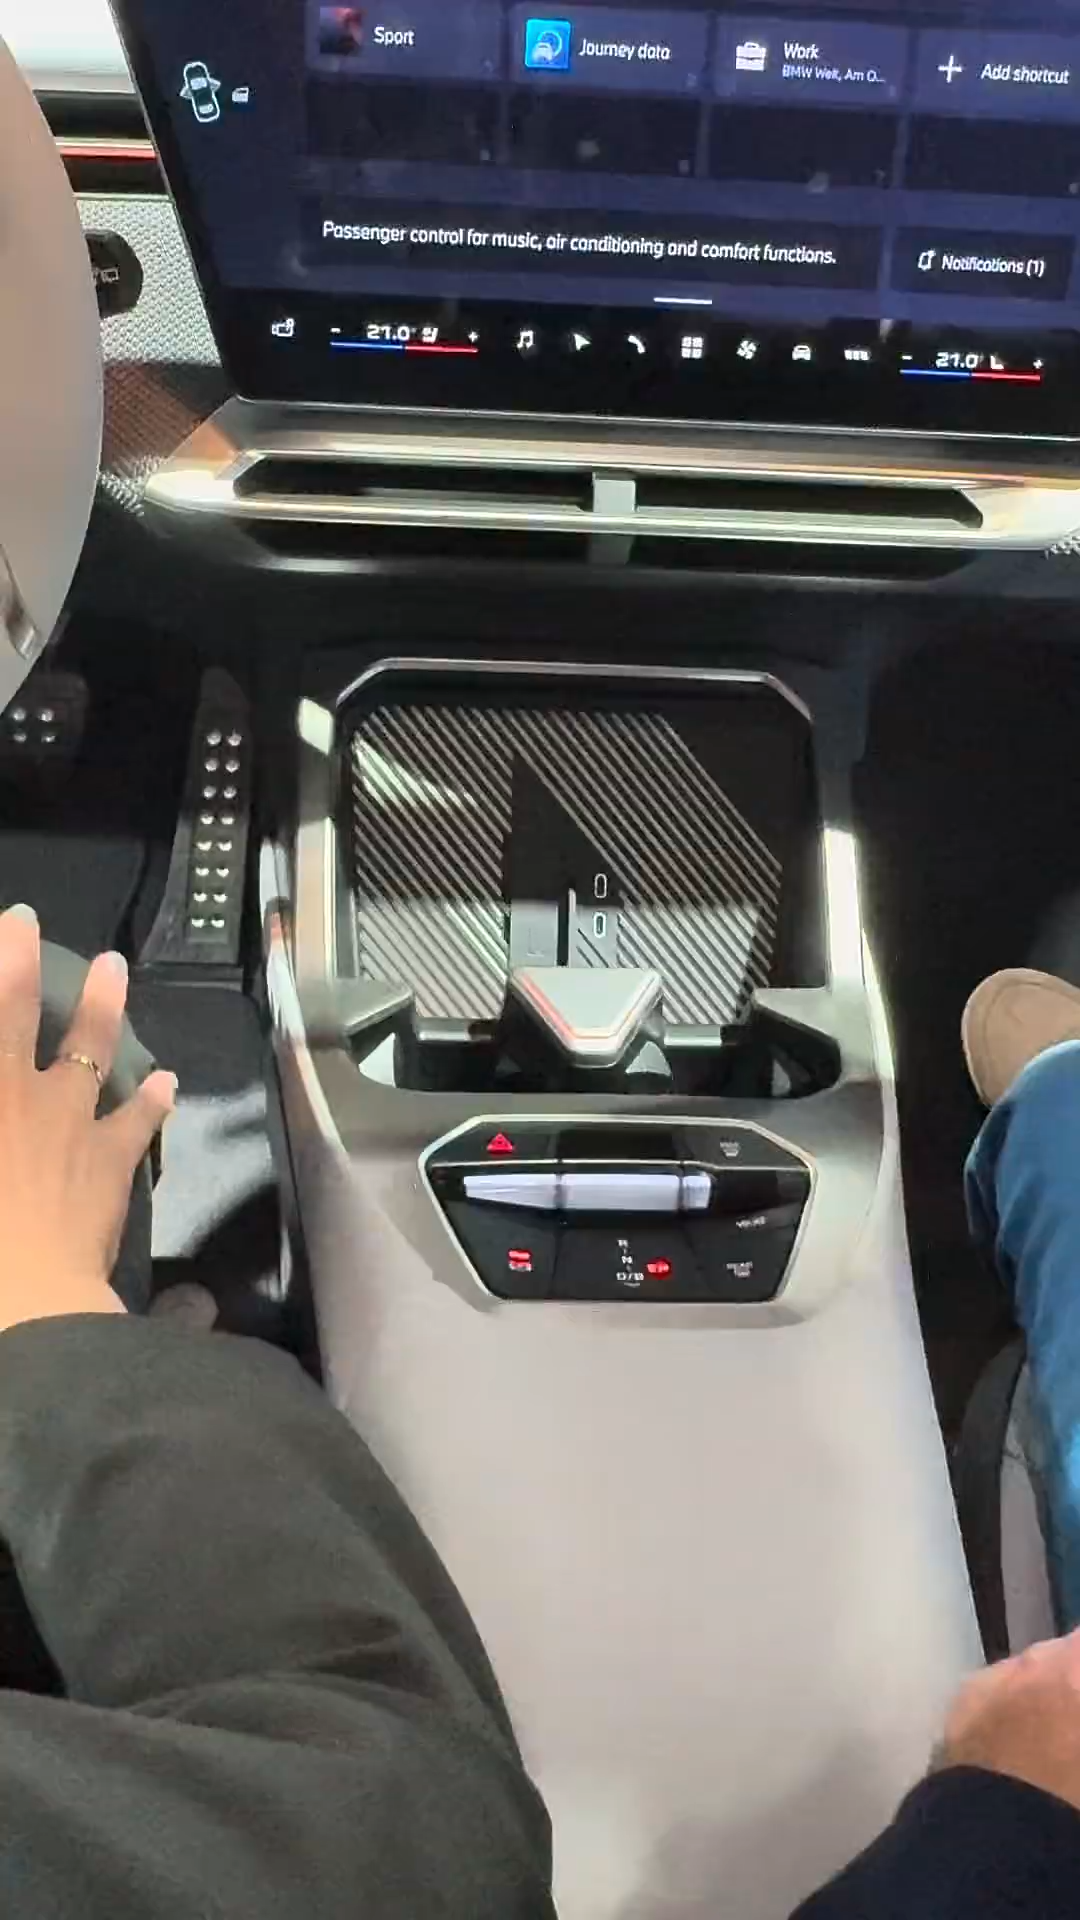 Sport
Journey data
Work
BMW Welt, Am O...
Add shortcut
Passenger control for music, air conditioning and comfort functions.
Notifications (1)
- 21.0° +
- 21.0° +
R
N
D/B